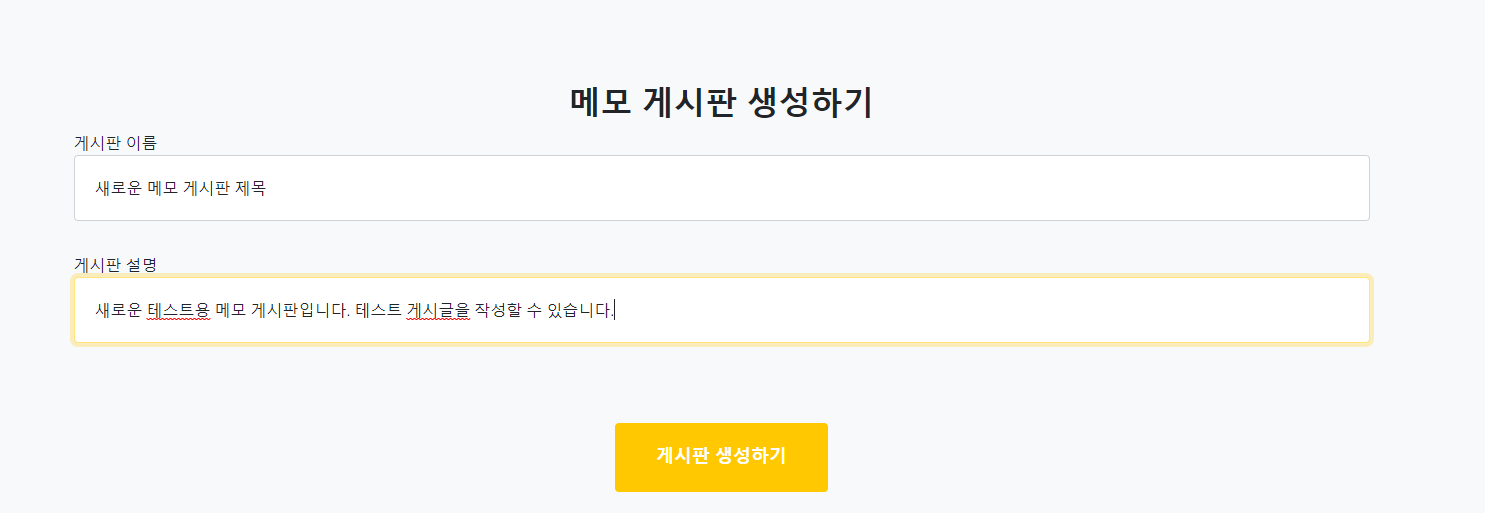 메모 게시판 생성하기
게시판 이름
새로운 메모 게시판 제목
게시판 설명
새로운 테스트용 메모 게시판입니다. 테스트 게시글을 작성할 수 있습니다.
게시판 생성하기